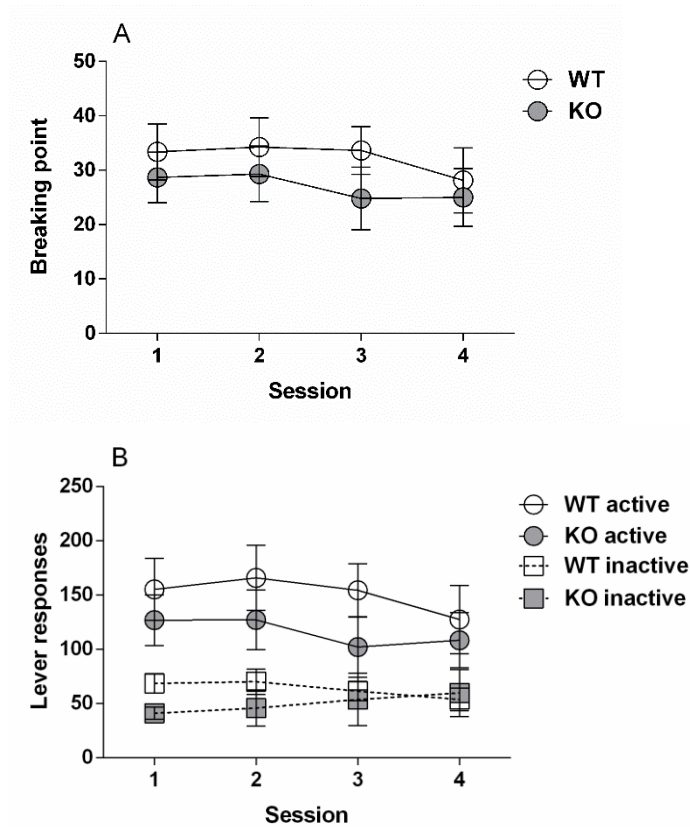 A
50
40
30
20
10
0
Breaking point
1 2 3 4
Session
WT
KO
B
250
200
150
100
50
0
Lever responses
1 2 3 4
Session
WT active
KO active
WT inactive
KO inactive